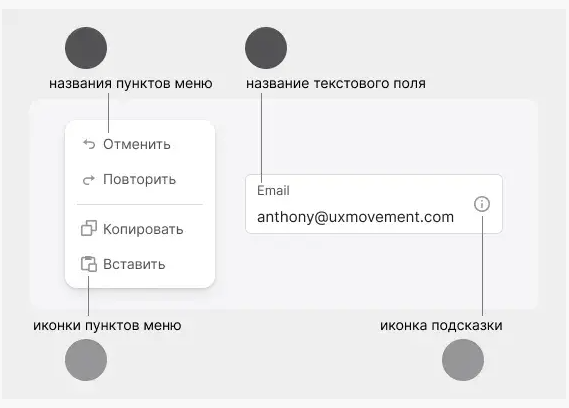 названия пунктов меню
название текстового поля
Отменить
Повторить
Копировать
Вставить
Email
anthony@uxmovement.com
иконки пунктов меню
иконка подсказки